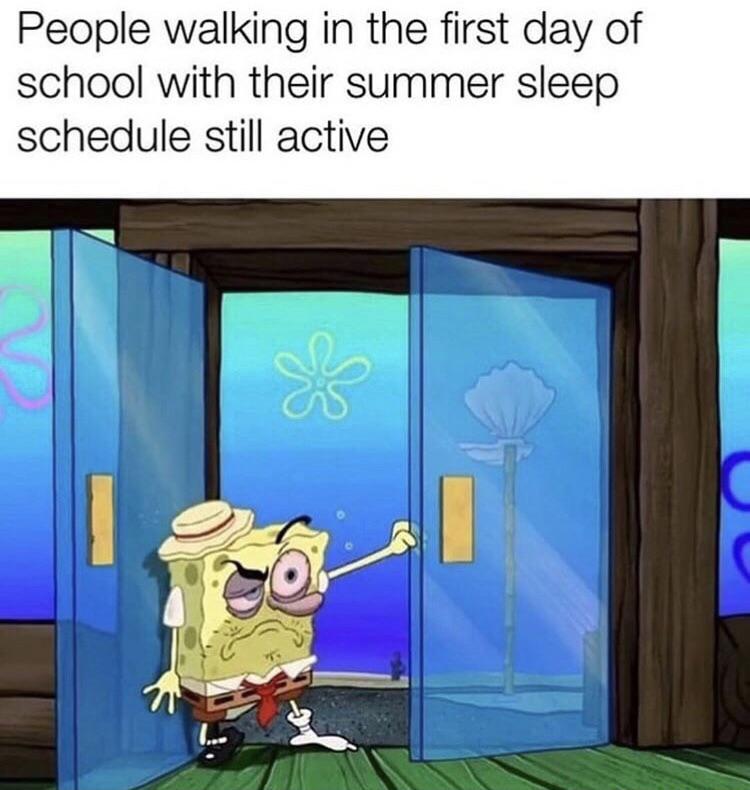 People walking in the first day of
school with their summer sleep
schedule still active